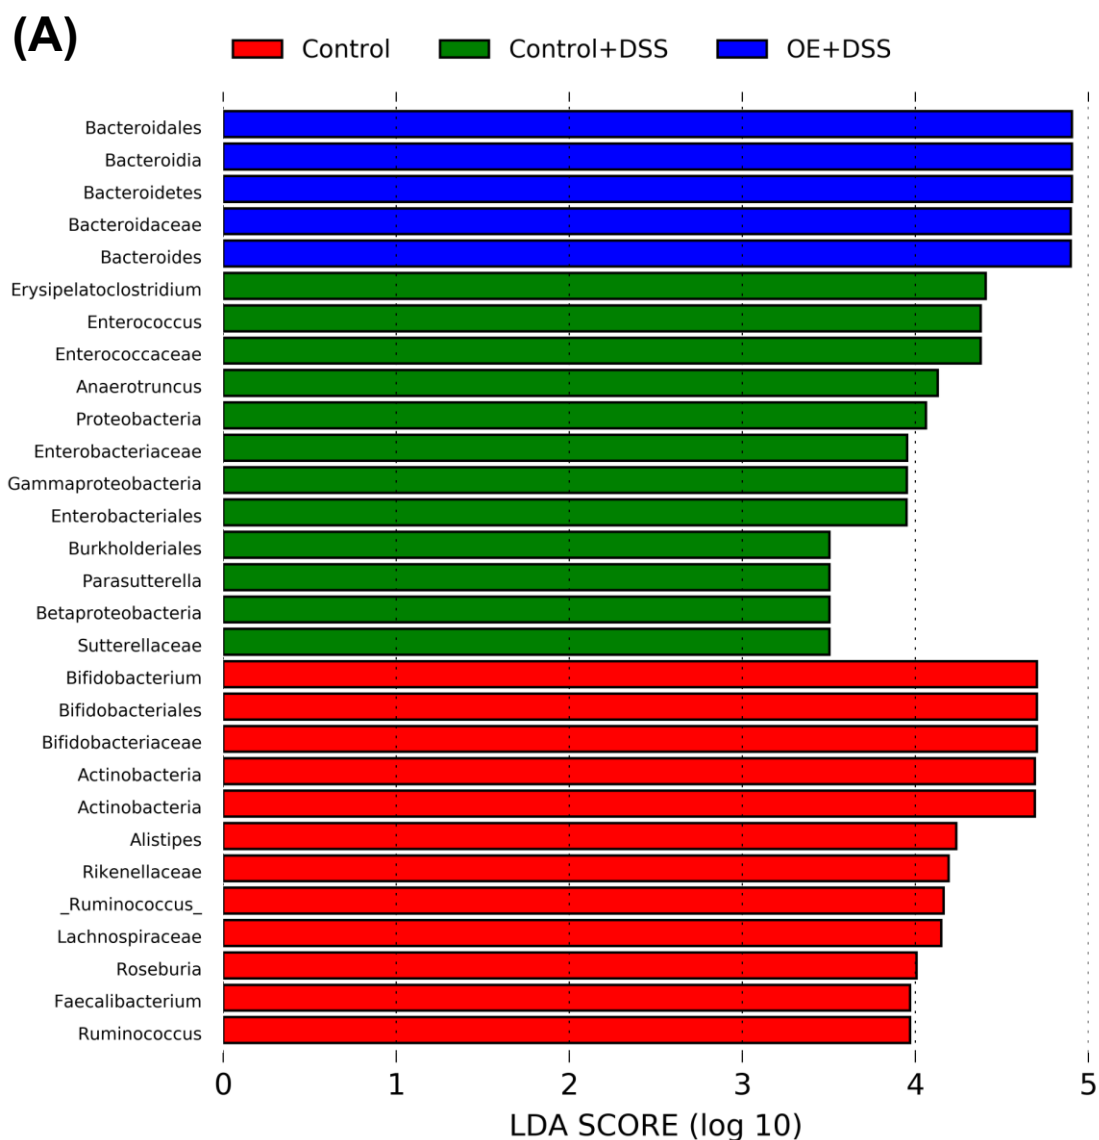 (A)
Control Control+DSS OE+DSS
Bacteroidales
Bacteroidia
Bacteroidetes
Bacteroidaceae
Bacteroides
Erysipelatoclostridium
Enterococcus
Enterococcaceae
Anaerotruncus
Proteobacteria
Enterobacteriaceae
Gammaproteobacteria
Enterobacteriales
Burkholderiales
Parasutterella
Betaproteobacteria
Sutterellaceae
Bifidobacterium
Bifidobacteriales
Bifidobacteriaceae
Actinobacteria
Actinobacteria
Alistipes
Rikenellaceae
_Ruminococcus_
Lachnospiraceae
Roseburia
Faecalibacterium
Ruminococcus
0 1 2 3 4 5
LDA SCORE (log 10)